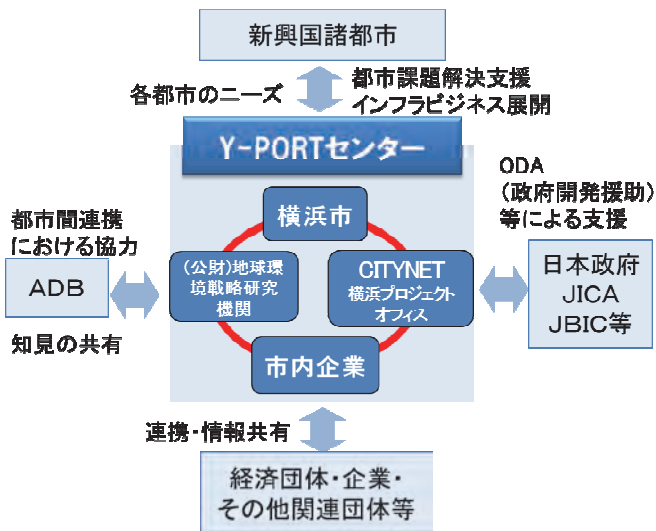 新興国諸都市
各都市のニーズ
都市課題解決支援
インフラビジネス展開
Y-PORTセンター
ODA
(政府開発援助)
等による支援
都市間連携
における協力
ADB
知見の共有
横浜市
(公財)地球環
境戦略研究
機関
CITYNET
横浜プロジェクト
オフィス
市内企業
日本政府
JICA
JBIC等
連携・情報共有
経済団体・企業・
その他関連団体等